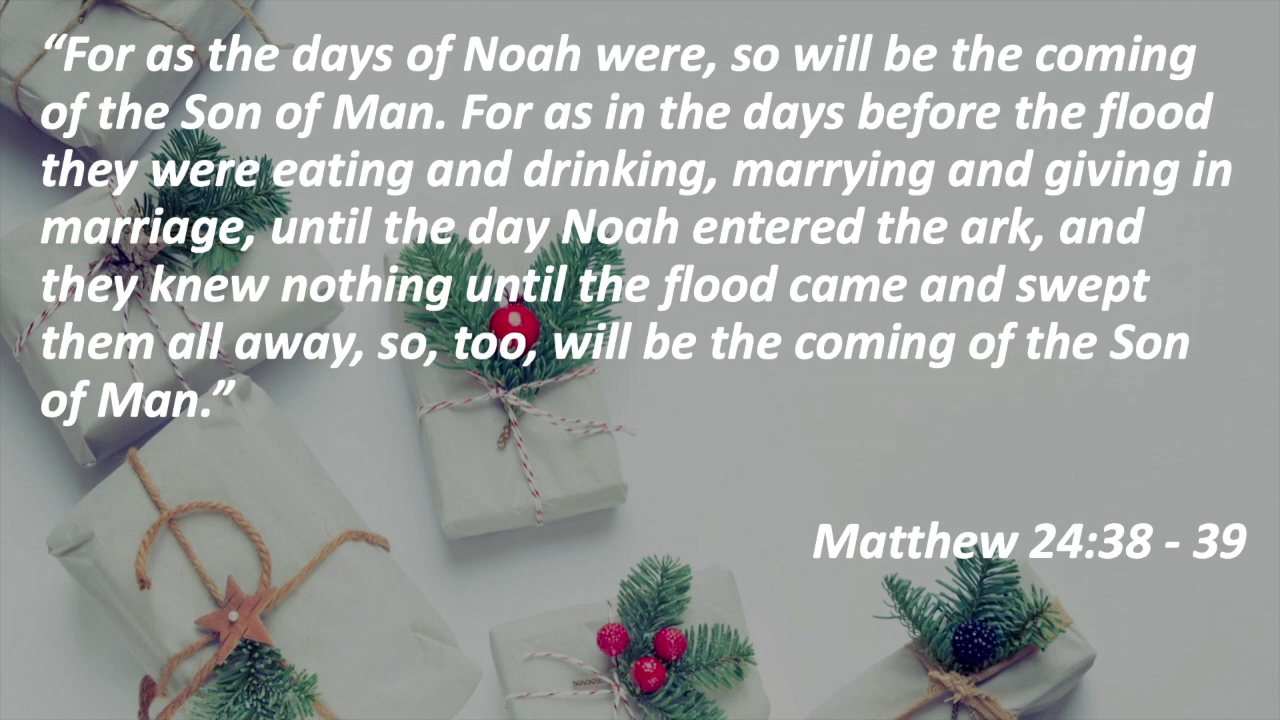 “For as the days of Noah were, so will be the coming
of the Son of Man. For as in the days before the flood
they were eating and drinking, marrying and giving in
marriage, until the day Noah entered the ark, and
they knew nothing until the flood came and swept
them all away, so, too, will be the coming of the Son
of Man.”
Matthew 24:38 - 39